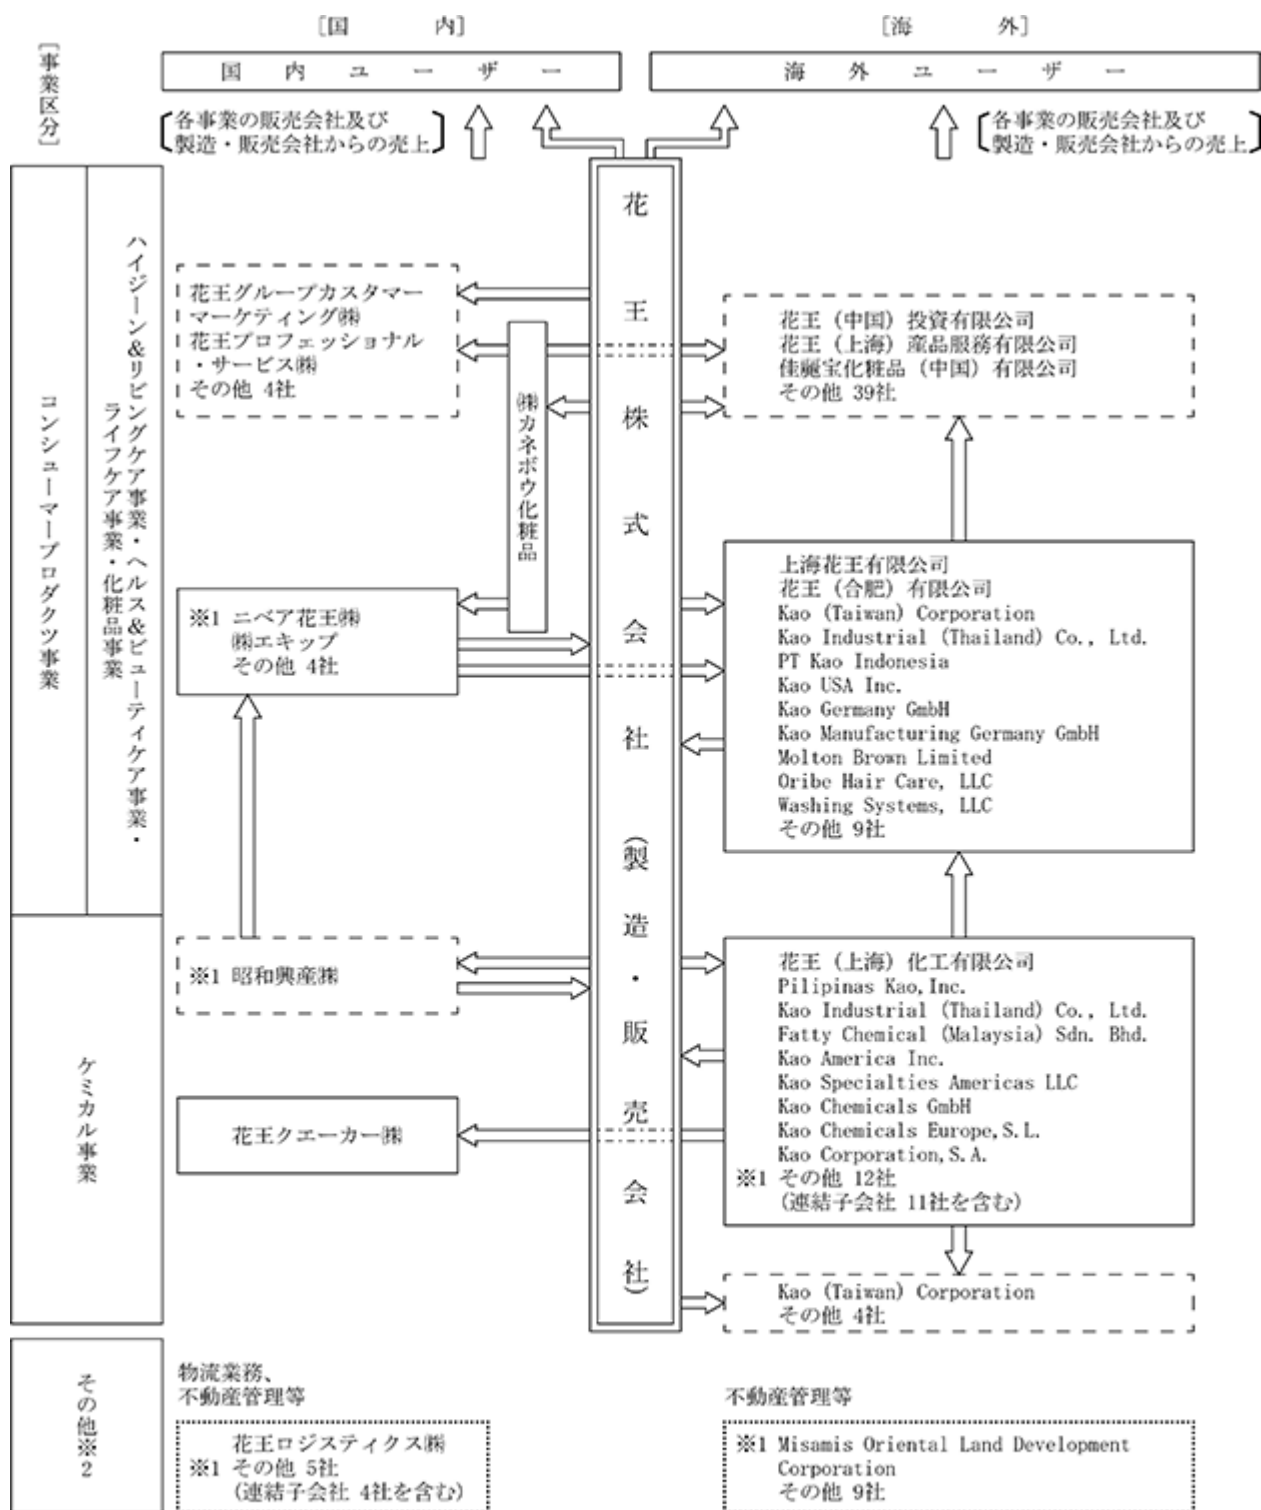 [国　　内]
[海　　外]
[事業区分]
国内ユーザー
海外ユーザー
各事業の販売会社及び
製造・販売会社からの売上
各事業の販売会社及び
製造・販売会社からの売上
コンシューマープロダクツ事業
ハイジーン&リビングケア事業・ヘルス&ビューティケア事業・
ライフケア事業・化粧品事業
花王グループカスタマー
マーケティング㈱
花王プロフェッショナル
・サービス㈱
その他 4社
㈱カネボウ化粧品
※1 ニベア花王㈱
㈱エキップ
その他 4社
花王株式会社(製造・販売会社)
花王（中国）投資有限公司
花王（上海）産品服務有限公司
佳麗宝化粧品（中国）有限公司
その他 39社
上海花王有限公司
花王（合肥）有限公司
Kao (Taiwan) Corporation
Kao Industrial (Thailand) Co., Ltd.
PT Kao Indonesia
Kao USA Inc.
Kao Germany GmbH
Kao Manufacturing Germany GmbH
Molton Brown Limited
Oribe Hair Care, LLC
Washing Systems, LLC
その他 9社
ケミカル事業
※1 昭和興産㈱
花王クエーカー㈱
花王（上海）化工有限公司
Pilipinas Kao,Inc.
Kao Industrial (Thailand) Co., Ltd.
Fatty Chemical (Malaysia) Sdn. Bhd.
Kao America Inc.
Kao Specialties Americas LLC
Kao Chemicals GmbH
Kao Chemicals Europe,S.L.
Kao Corporation,S.A.
※1 その他 12社
(連結子会社 11社を含む)
Kao (Taiwan) Corporation
その他 4社
その他※2
物流業務、
不動産管理等
花王ロジスティクス㈱
※1 その他 5社
(連結子会社 4社を含む)
不動産管理等
※1 Misamis Oriental Land Development
Corporation
その他 9社